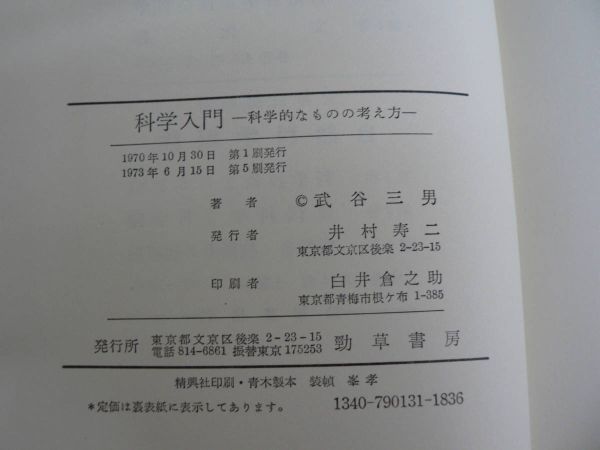 科学入門 ―科学的なものの考え方―
1970年10月30日 第1刷発行
1973年 6月15日 第5刷発行
著者 ©武谷三男
発行者 井村寿二
東京都文京区後楽 2-23-15
印刷者 白井倉之助
東京都青梅市根ケ布 1-385
発行所 東京都文京区後楽 2-23-15 勁草書房
電話 814-6861 振替東京 175253
精興社印刷・青木製本 装幀 峯孝
*定価は裏表紙に表示してあります。 1340-790131-1836